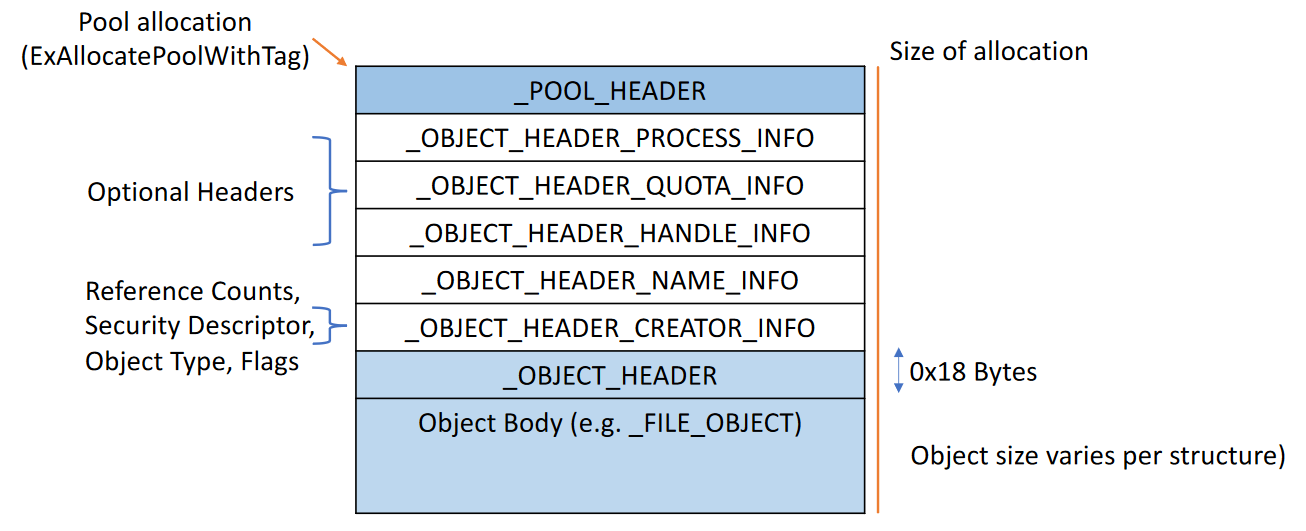 Pool allocation
(ExAllocatePoolWithTag)
Size of allocation
_POOL_HEADER
_OBJECT_HEADER_PROCESS_INFO
Optional Headers
_OBJECT_HEADER_QUOTA_INFO
_OBJECT_HEADER_HANDLE_INFO
_OBJECT_HEADER_NAME_INFO
Reference Counts,
Security Descriptor,
Object Type, Flags
_OBJECT_HEADER_CREATOR_INFO
_OBJECT_HEADER
0x18 Bytes
Object Body (e.g. _FILE_OBJECT)
Object size varies per structure)